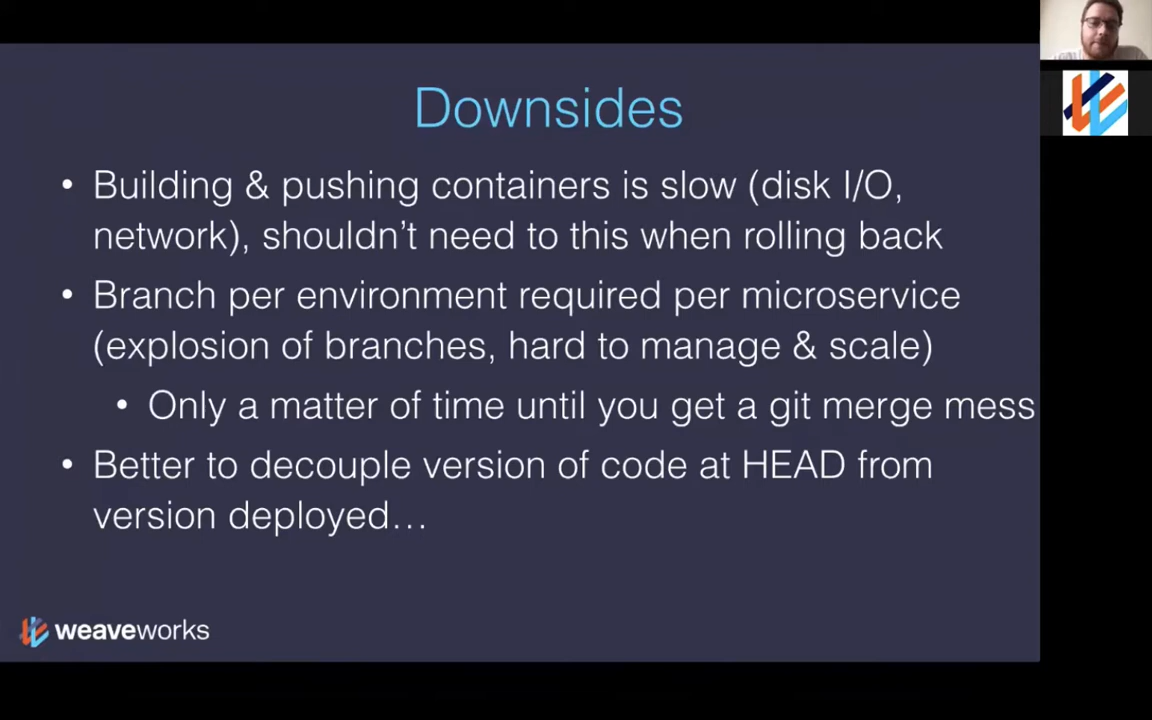 Downsides
• Building & pushing containers is slow (disk I/O,
network), shouldn't need to this when rolling back
• Branch per environment required per microservice
(explosion of branches, hard to manage & scale)
• Only a matter of time until you get a git merge mess
• Better to decouple version of code at HEAD from
version deployed…
weaveworks